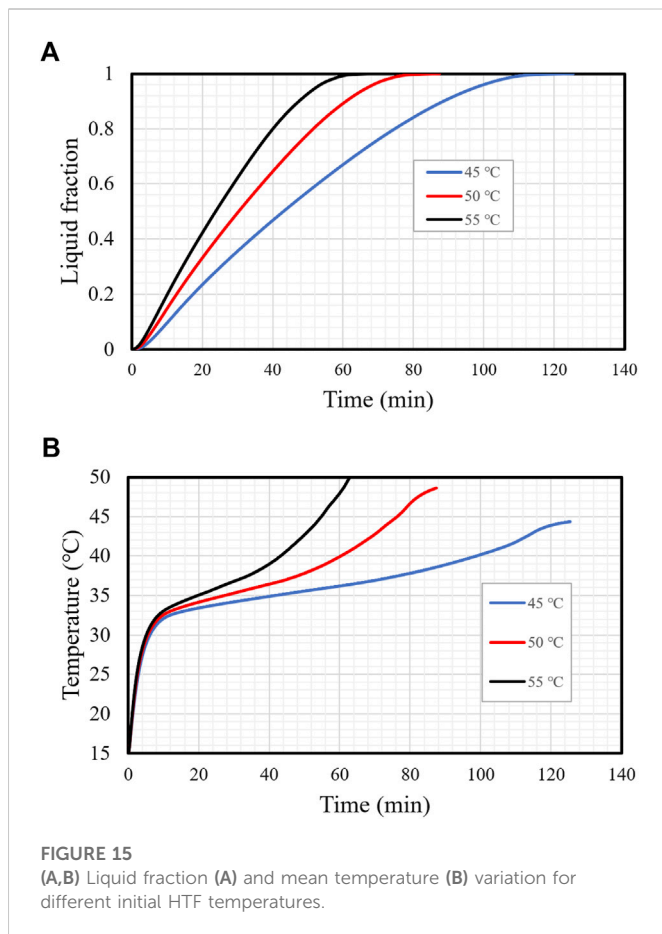 A
1
0.8
0.6
0.4
0.2
0
Liquid fraction
45 °C
50 °C
55 °C
0 20 40 60 80 100 120 140
Time (min)
B
50
45
40
35
30
25
20
15
Temperature (°C)
45 °C
50 °C
55 °C
0 20 40 60 80 100 120 140
Time (min)
FIGURE 15
(A,B) Liquid fraction (A) and mean temperature (B) variation for
different initial HTF temperatures.